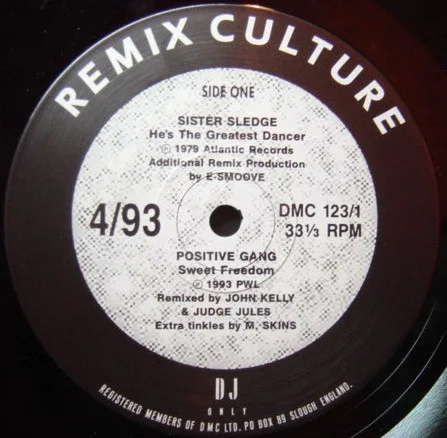 REMIX CULTURE
SIDE ONE
SISTER SLEDGE
He's The Greatest Dancer
℗ 1979 Atlantic Records
Additional Remix Production
by E-SMOOVE
4/93
DMC 123/1
33⅓ RPM
POSITIVE GANG
Sweet Freedom
℗ 1993 PWL
Remixed by JOHN KELLY
& JUDGE JULES
Extra tinkles by M. SKINS
DJ
ONLY
REGISTERED MEMBERS OF DMC LTD. PO BOX 89 SLOUGH ENGLAND.